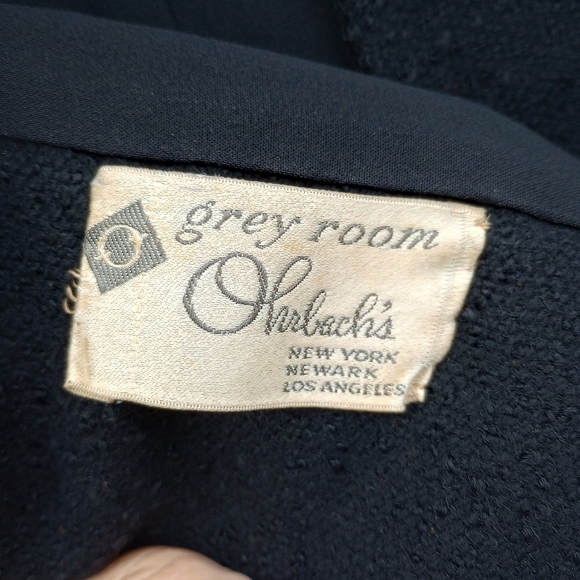 O
grey room
Ohrbach's
NEW YORK
NEWARK
LOS ANGELES